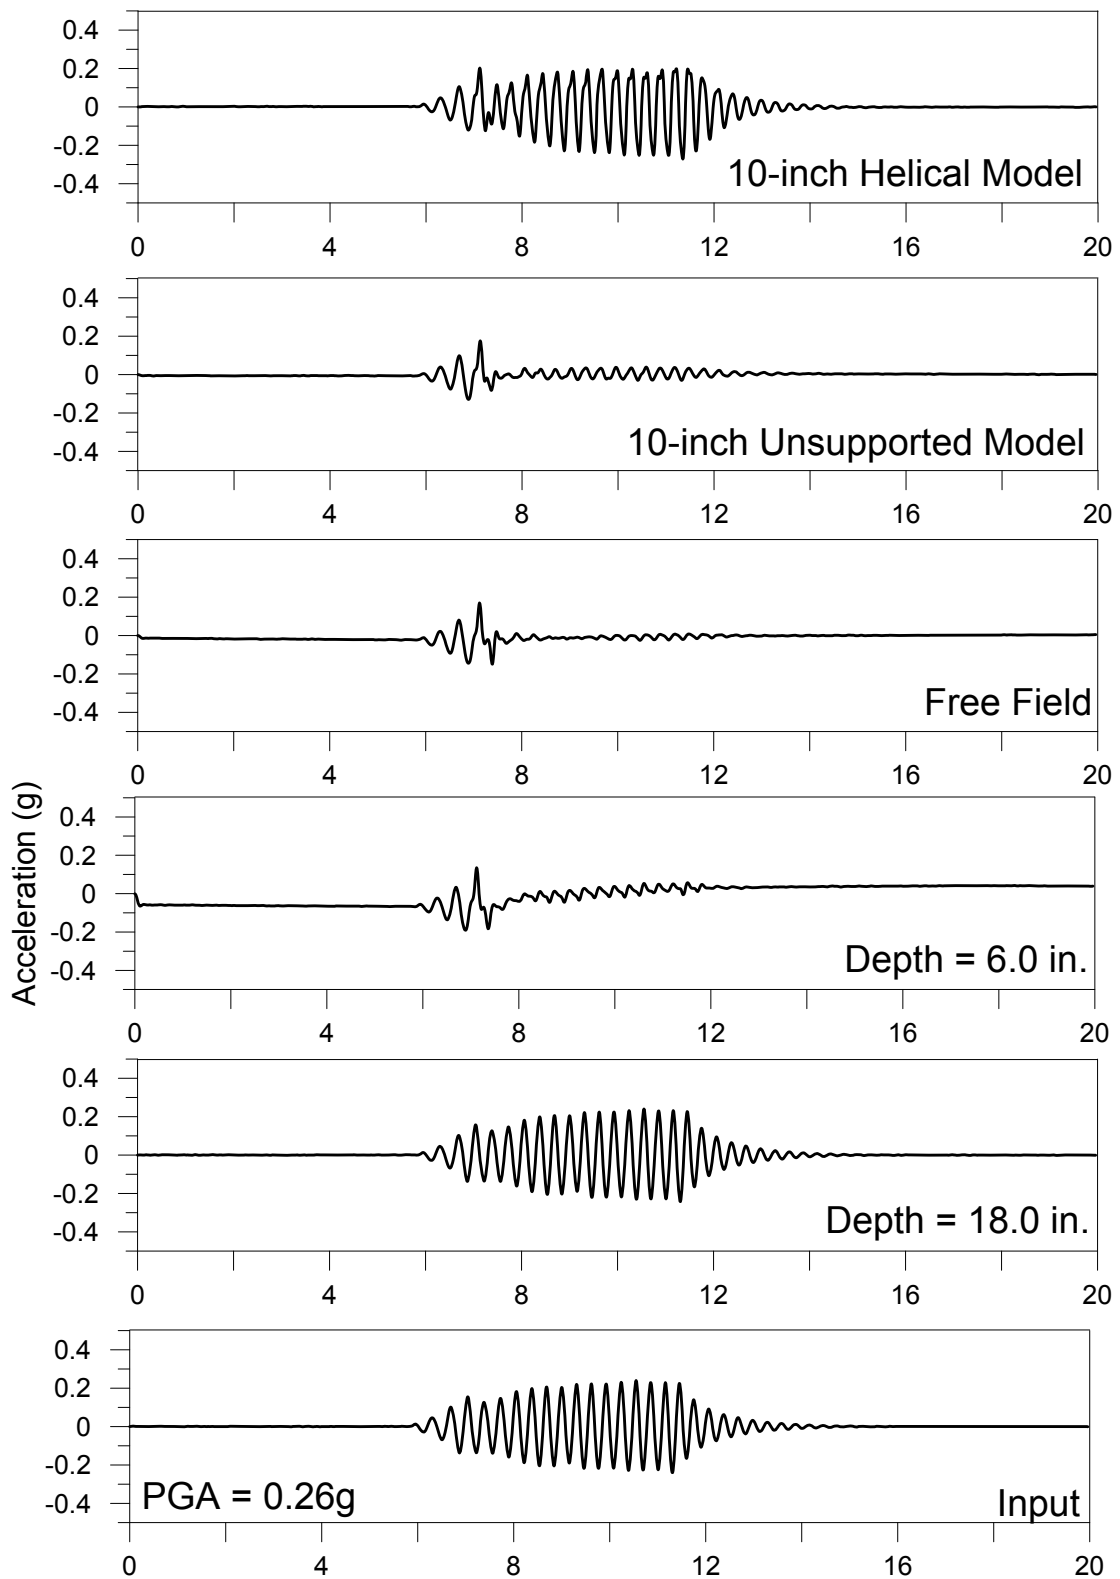 0.4
0.2
0
-0.2
-0.4
10-inch Helical Model
0 4 8 12 16 20
0.4
0.2
0
-0.2
-0.4
10-inch Unsupported Model
0 4 8 12 16 20
0.4
0.2
0
-0.2
-0.4
Free Field
0 4 8 12 16 20
Acceleration (g)
0.4
0.2
0
-0.2
-0.4
Depth = 6.0 in.
0 4 8 12 16 20
0.4
0.2
0
-0.2
-0.4
Depth = 18.0 in.
0 4 8 12 16 20
0.4
0.2
0
-0.2
-0.4
PGA = 0.26g
Input
0 4 8 12 16 20